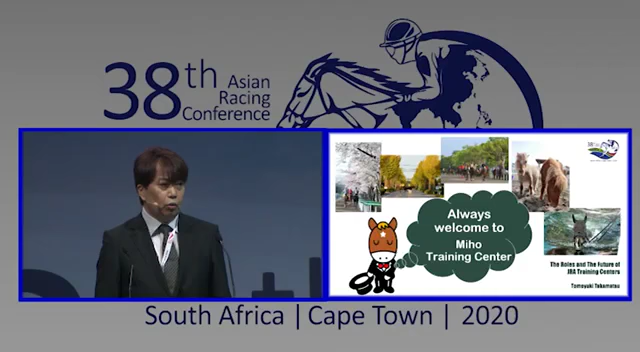 38th Asian
Racing
Conference
Always
welcome to
Miho
Training Center
The Roles and The Future of
JRA Training Centers
Tomoyuki Takamatsu
South Africa | Cape Town | 2020